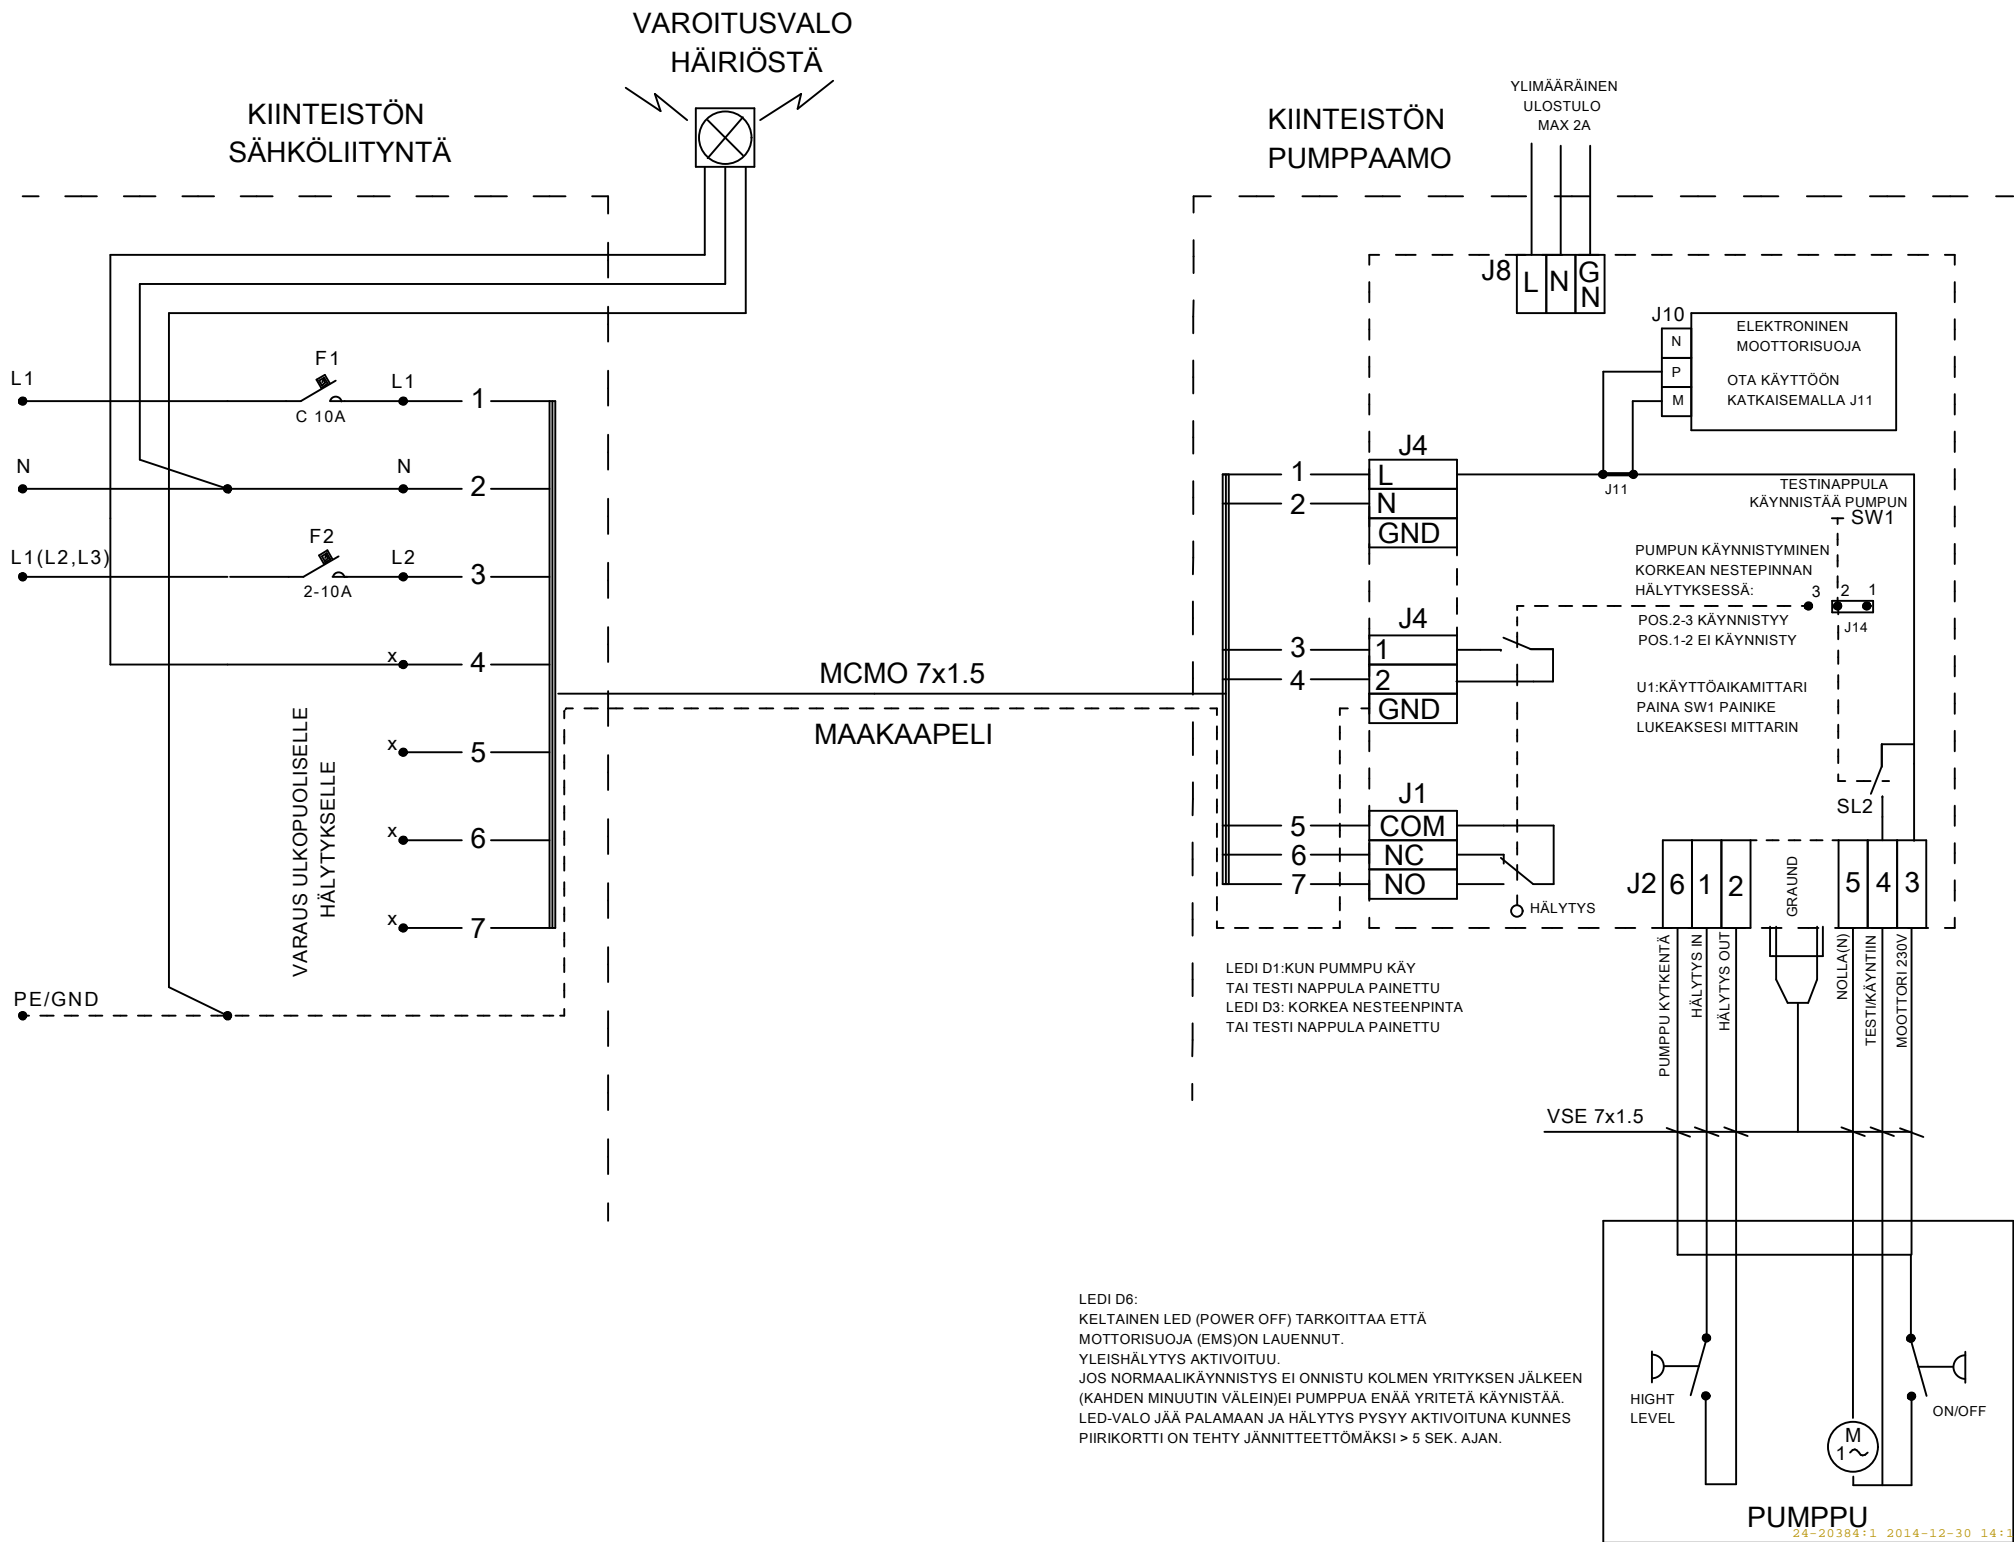 VAROITUSVALO
HÄIRIÖSTÄ
KIINTEISTÖN
SÄHKÖLIITYNTÄ
L1
F1
C 10A
L1
1
N
N
2
L1(L2,L3)
F2
2-10A
L2
3
x
4
x
5
x
6
x
7
VARAUS ULKOPUOLISELLE
HÄLYTYKSELLE
PE/GND
MCMO 7x1.5
MAAKAAPELI
KIINTEISTÖN
PUMPPAAMO
YLIMÄÄRÄINEN
ULOSTULO
MAX 2A
J8
L
N
G
N
J10
N
P
M
ELEKTRONINEN
MOOTTORISUOJA
OTA KÄYTTÖÖN
KATKAISEMALLA J11
J11
J4
1
L
2
N
GND
TESTINAPPULA
KÄYNNISTÄÄ PUMPUN
SW1
PUMPUN KÄYNNISTYMINEN
KORKEAN NESTEPINNAN
HÄLYTYKSESSÄ:
3
2
1
J14
POS.2-3 KÄYNNISTYY
POS.1-2 EI KÄYNNISTY
J4
3
1
4
2
GND
U1:KÄYTTÖAIKAMITTARI
PAINA SW1 PAINIKE
LUKEAKSESI MITTARIN
SL2
J1
5
COM
6
NC
7
NO
HÄLYTYS
J2
6
1
2
GRAUND
5
4
3
PUMPPU KYTKENTÄ
HÄLYTYS IN
HÄLYTYS OUT
NOLLA(N)
TESTI/KÄYNTIIN
MOOTTORI 230V
LEDI D1:KUN PUMMPU KÄY
TAI TESTI NAPPULA PAINETTU
LEDI D3: KORKEA NESTEENPINTA
TAI TESTI NAPPULA PAINETTU
VSE 7x1.5
LEDI D6:
KELTAINEN LED (POWER OFF) TARKOITTAA ETTÄ
MOTTORISUOJA (EMS)ON LAUENNUT.
YLEISHÄLYTYS AKTIVOITUU.
JOS NORMAALIKÄYNNISTYS EI ONNISTU KOLMEN YRITYKSEN JÄLKEEN
(KAHDEN MINUUTIN VÄLEIN)EI PUMPPUA ENÄÄ YRITETÄ KÄYNISTÄÄ.
LED-VALO JÄÄ PALAMAAN JA HÄLYTYS PYSYY AKTIVOITUNA KUNNES
PIIRIKORTTI ON TEHTY JÄNNITTEETTÖMÄKSI > 5 SEK. AJAN.
HIGHT
LEVEL
M
1~
ON/OFF
PUMPPU
24-20384:1 2014-12-30 14:1